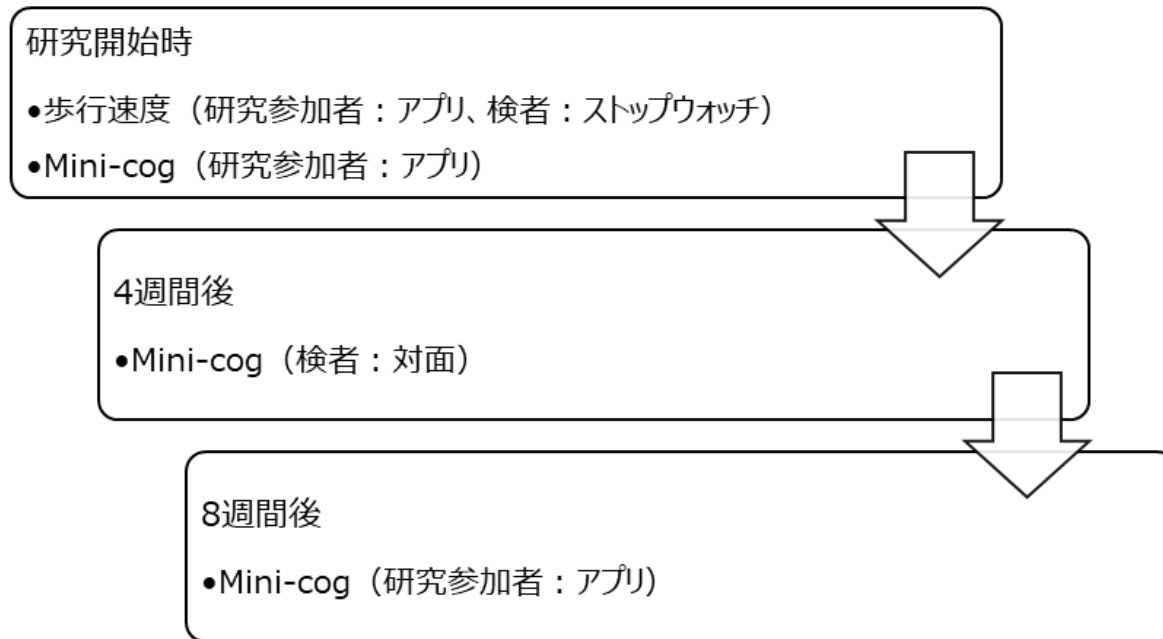 研究開始時
•歩行速度（研究参加者：アプリ、検者：ストップウォッチ）
•Mini-cog（研究参加者：アプリ）
4週間後
•Mini-cog（検者：対面）
8週間後
•Mini-cog（研究参加者：アプリ）